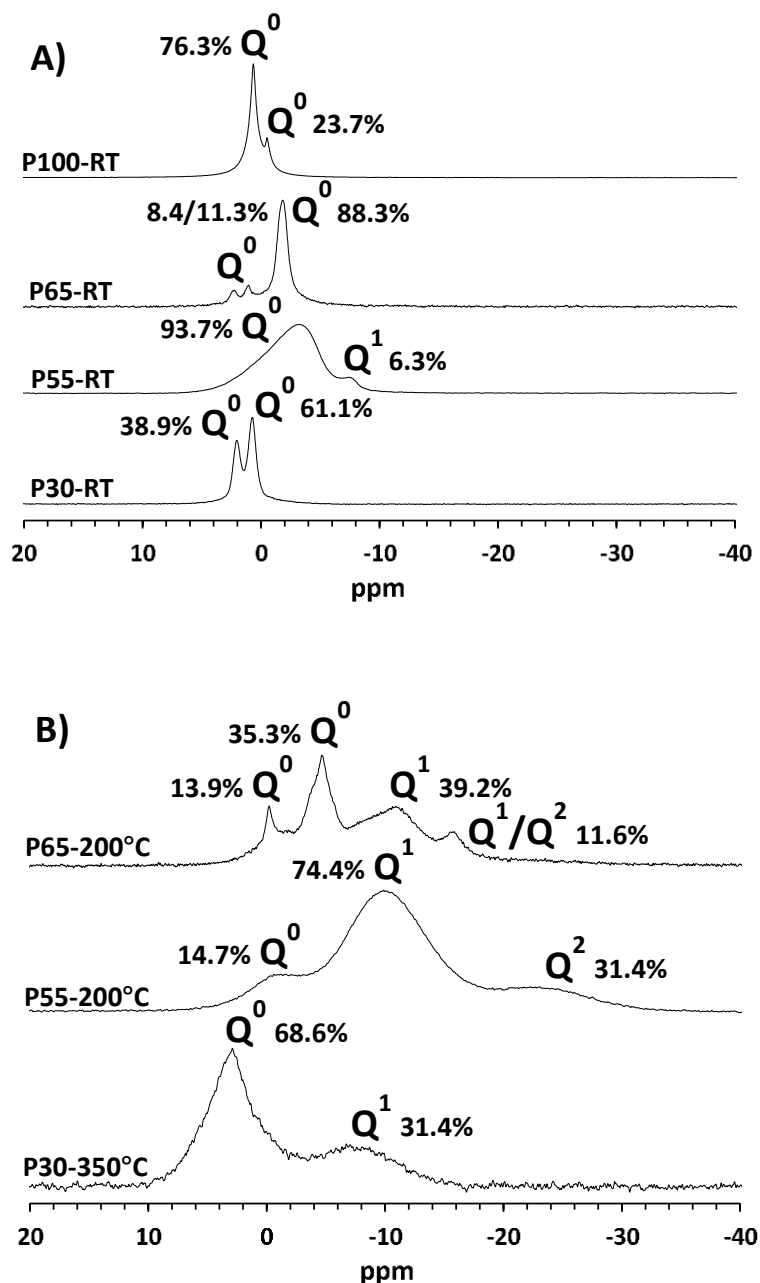 A)
76.3% Q⁰
Q⁰ 23.7%
P100-RT
8.4/11.3% Q⁰ 88.3%
Q⁰
P65-RT
93.7% Q⁰
Q¹ 6.3%
P55-RT
38.9% Q⁰ Q⁰ 61.1%
P30-RT
20 10 0 -10 -20 -30 -40
ppm
B)
35.3% Q⁰
13.9% Q⁰ Q¹ 39.2%
Q¹/Q² 11.6%
P65-200°C
74.4% Q¹
14.7% Q⁰ Q² 31.4%
P55-200°C
Q⁰ 68.6%
Q¹ 31.4%
P30-350°C
20 10 0 -10 -20 -30 -40
ppm